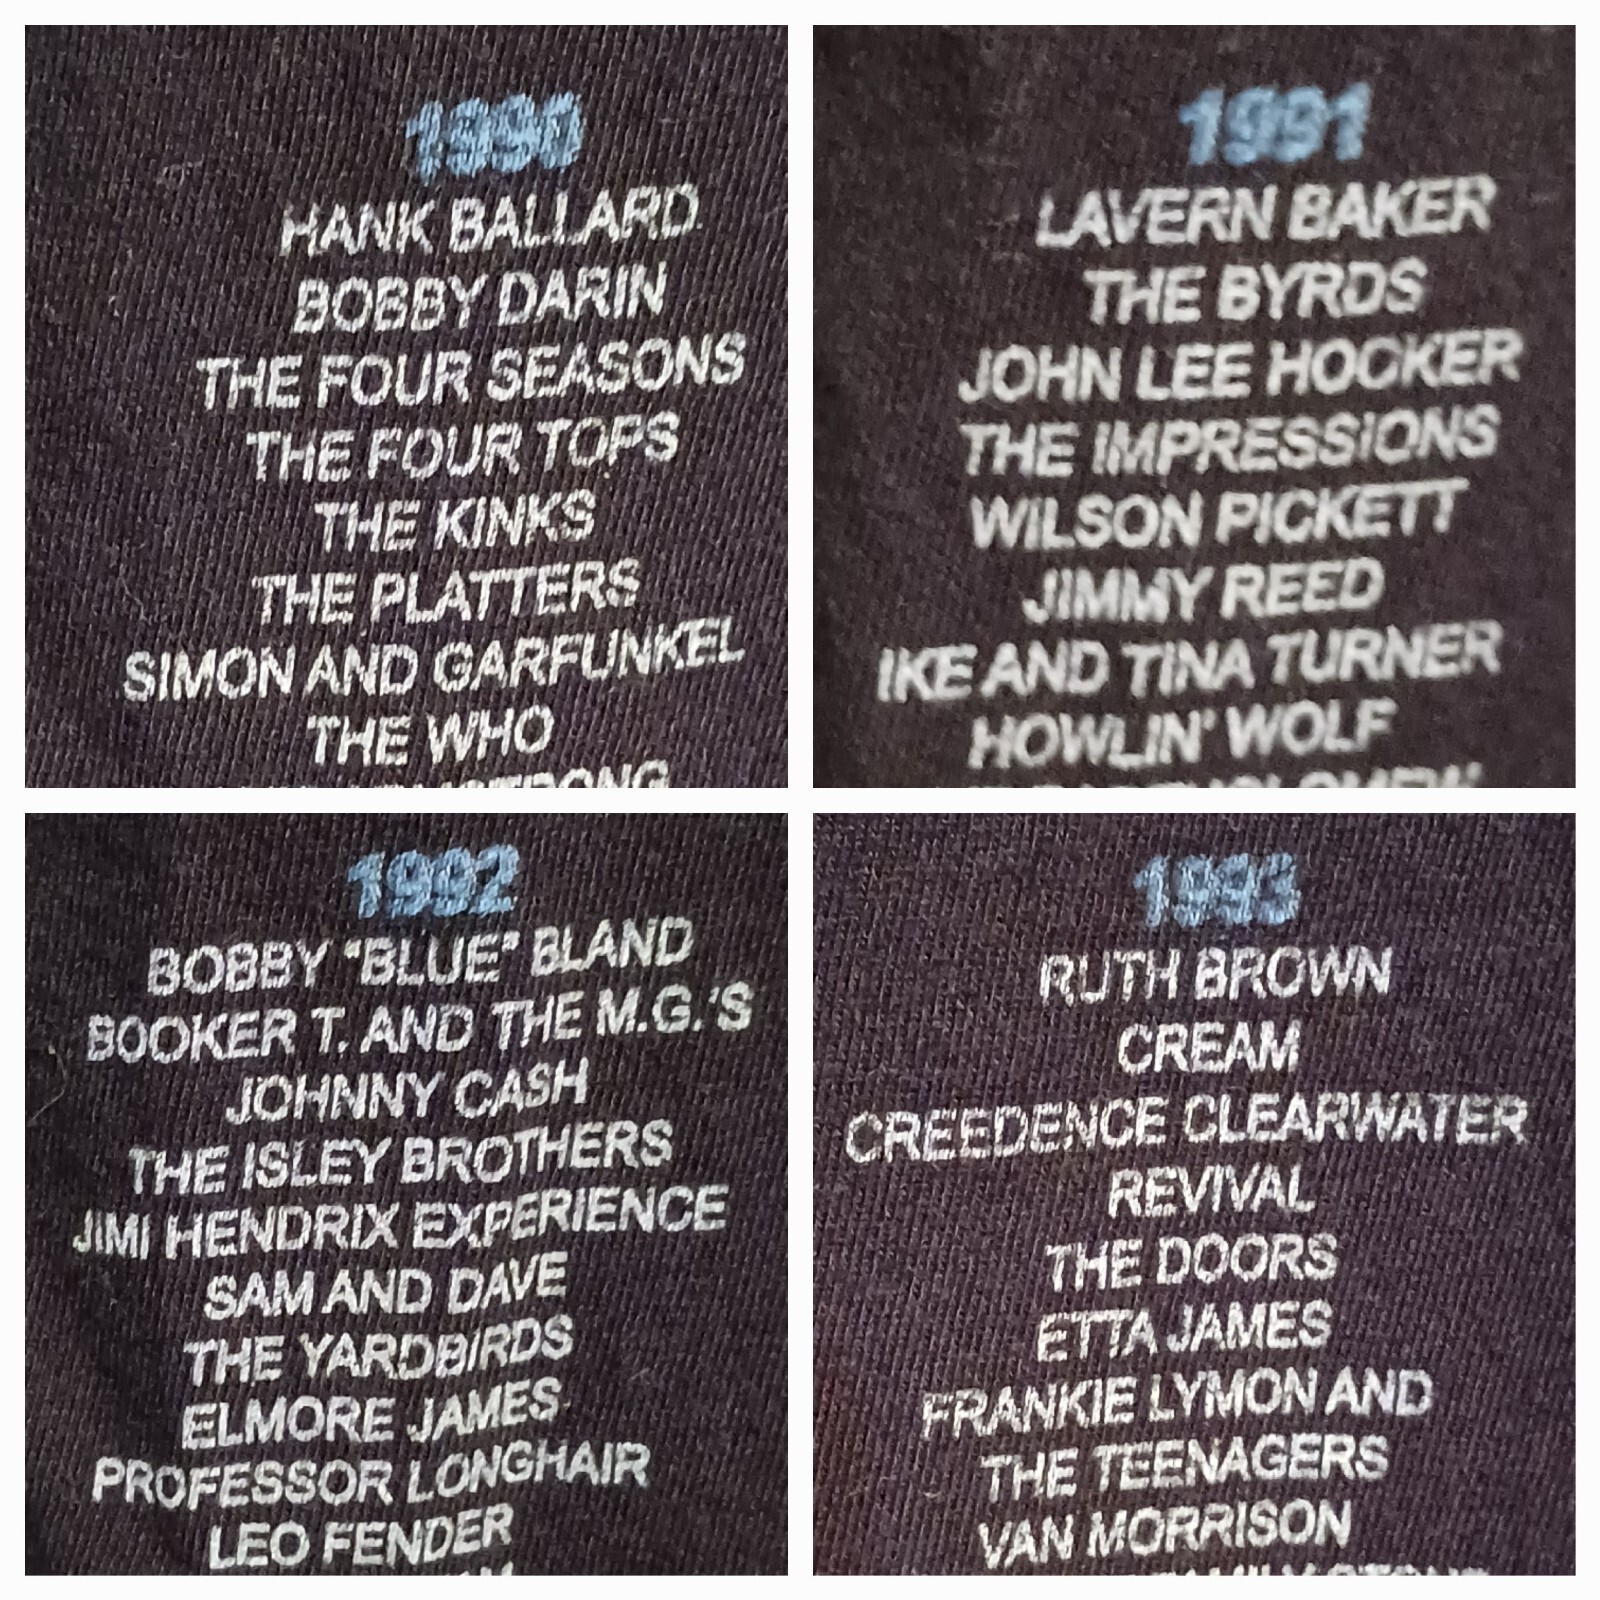 1990
HANK BALLARD
BOBBY DARIN
THE FOUR SEASONS
THE FOUR TOPS
THE KINKS
THE PLATTERS
SIMON AND GARFUNKEL
THE WHO
1991
LAVERN BAKER
THE BYRDS
JOHN LEE HOOKER
THE IMPRESSIONS
WILSON PICKETT
JIMMY REED
IKE AND TINA TURNER
HOWLIN' WOLF
1992
BOBBY "BLUE" BLAND
BOOKER T. AND THE M.G.'S
JOHNNY CASH
THE ISLEY BROTHERS
JIMI HENDRIX EXPERIENCE
SAM AND DAVE
THE YARDBIRDS
ELMORE JAMES
PROFESSOR LONGHAIR
LEO FENDER
1993
RUTH BROWN
CREAM
CREEDENCE CLEARWATER
REVIVAL
THE DOORS
ETTA JAMES
FRANKIE LYMON AND
THE TEENAGERS
VAN MORRISON